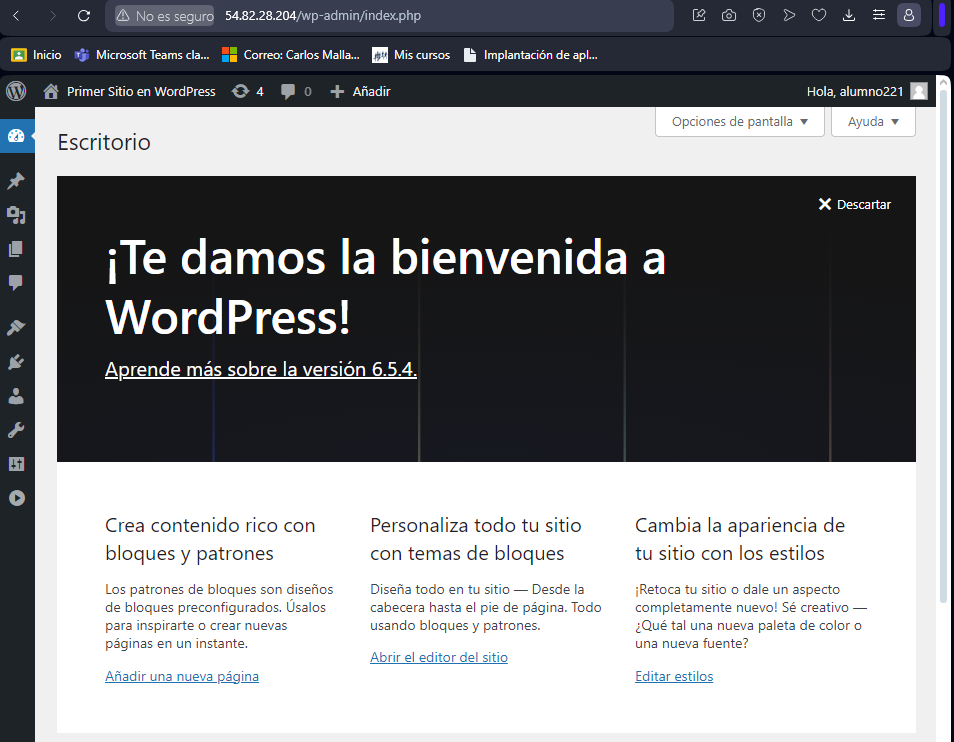 No es seguro 54.82.28.204/wp-admin/index.php
Inicio Microsoft Teams cla... Correo: Carlos Malla... Mis cursos Implantación de apl...
Primer Sitio en WordPress 4 0 Añadir Hola, alumno221
Opciones de pantalla Ayuda
Escritorio
Descartar
¡Te damos la bienvenida a
WordPress!
Aprende más sobre la versión 6.5.4.
Crea contenido rico con
bloques y patrones
Los patrones de bloques son diseños
de bloques preconfigurados. Úsalos
para inspirarte o crear nuevas
páginas en un instante.
Añadir una nueva página
Personaliza todo tu sitio
con temas de bloques
Diseña todo en tu sitio — Desde la
cabecera hasta el pie de página. Todo
usando bloques y patrones.
Abrir el editor del sitio
Cambia la apariencia de
tu sitio con los estilos
¡Retoca tu sitio o dale un aspecto
completamente nuevo! Sé creativo —
¿Qué tal una nueva paleta de color o
una nueva fuente?
Editar estilos